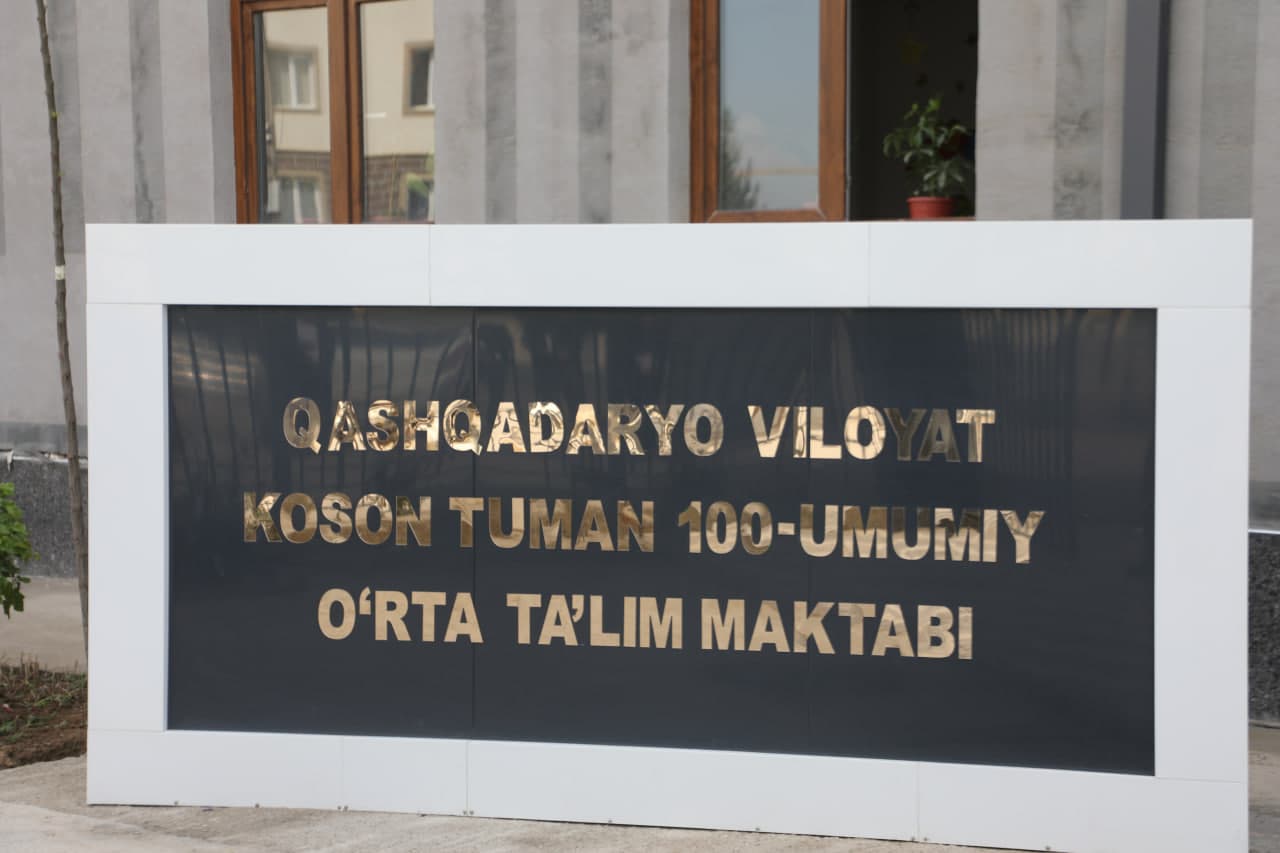 QASHQADARYO VILOYAT
KOSON TUMAN 100-UMUMIY
O‘RTA TA’LIM MAKTABI